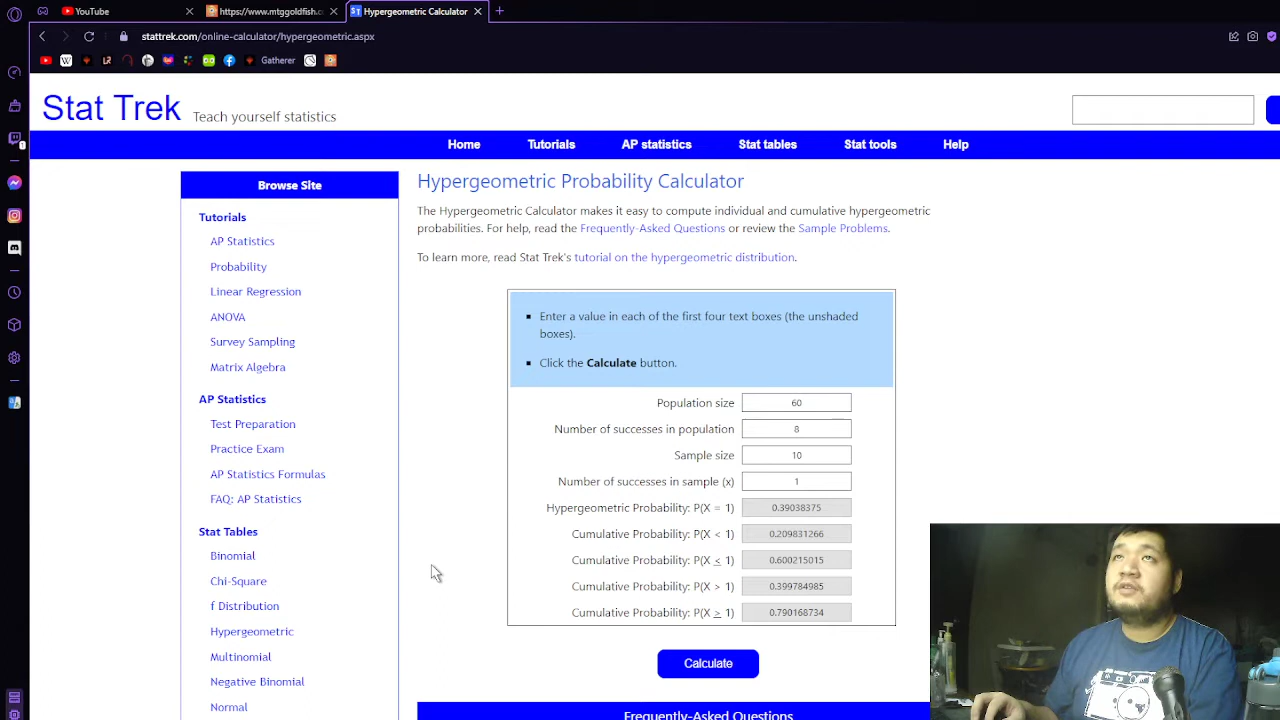 YouTube
https://www.mtggoldfish.c
Hypergeometric Calculator
stattrek.com/online-calculator/hypergeometric.aspx
Gatherer
Stat Trek
Teach yourself statistics
Home
Tutorials
AP statistics
Stat tables
Stat tools
Help
Browse Site
Tutorials
AP Statistics
Probability
Linear Regression
ANOVA
Survey Sampling
Matrix Algebra
AP Statistics
Test Preparation
Practice Exam
AP Statistics Formulas
FAQ: AP Statistics
Stat Tables
Binomial
Chi-Square
f Distribution
Hypergeometric
Multinomial
Negative Binomial
Normal
Hypergeometric Probability Calculator
The Hypergeometric Calculator makes it easy to compute individual and cumulative hypergeometric
probabilities. For help, read the Frequently-Asked Questions or review the Sample Problems.
To learn more, read Stat Trek's tutorial on the hypergeometric distribution.
Enter a value in each of the first four text boxes (the unshaded
boxes).
Click the Calculate button.
Population size 60
Number of successes in population 8
Sample size 10
Number of successes in sample (x) 1
Hypergeometric Probability: P(X = 1) 0.39038375
Cumulative Probability: P(X < 1) 0.209831266
Cumulative Probability: P(X ≤ 1) 0.600215015
Cumulative Probability: P(X > 1) 0.399784985
Cumulative Probability: P(X ≥ 1) 0.790168734
Calculate
Frequently-Asked Questions